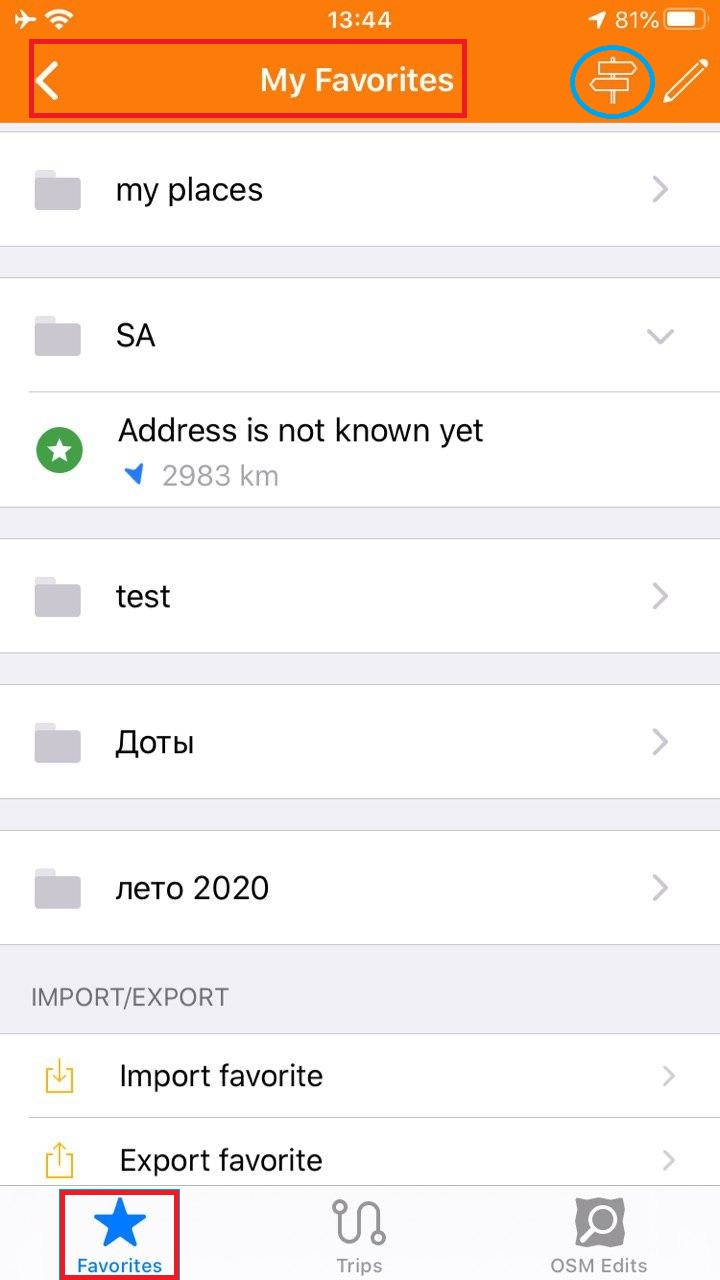 13:44
81%
My Favorites
my places
SA
Address is not known yet
2983 km
test
Доты
лето 2020
IMPORT/EXPORT
Import favorite
Export favorite
Favorites
Trips
OSM Edits